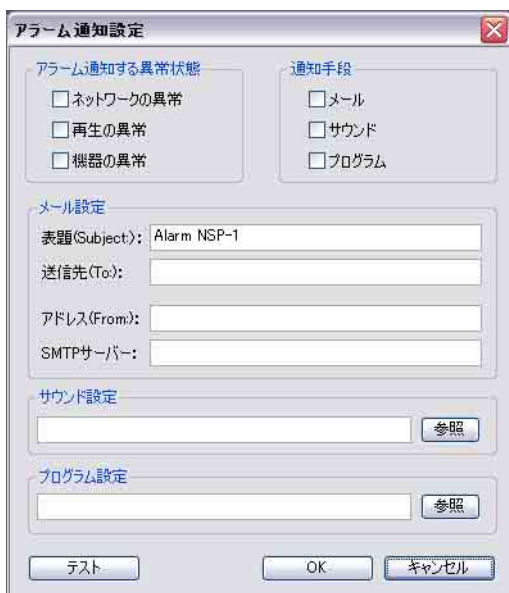 アラーム通知設定
アラーム通知する異常状態
ネットワークの異常
再生の異常
機器の異常
通知手段
メール
サウンド
プログラム
メール設定
表題(Subject:): Alarm NSP-1
送信先(To:):
アドレス(From:):
SMTPサーバー:
サウンド設定
参照
プログラム設定
参照
テスト OK キャンセル